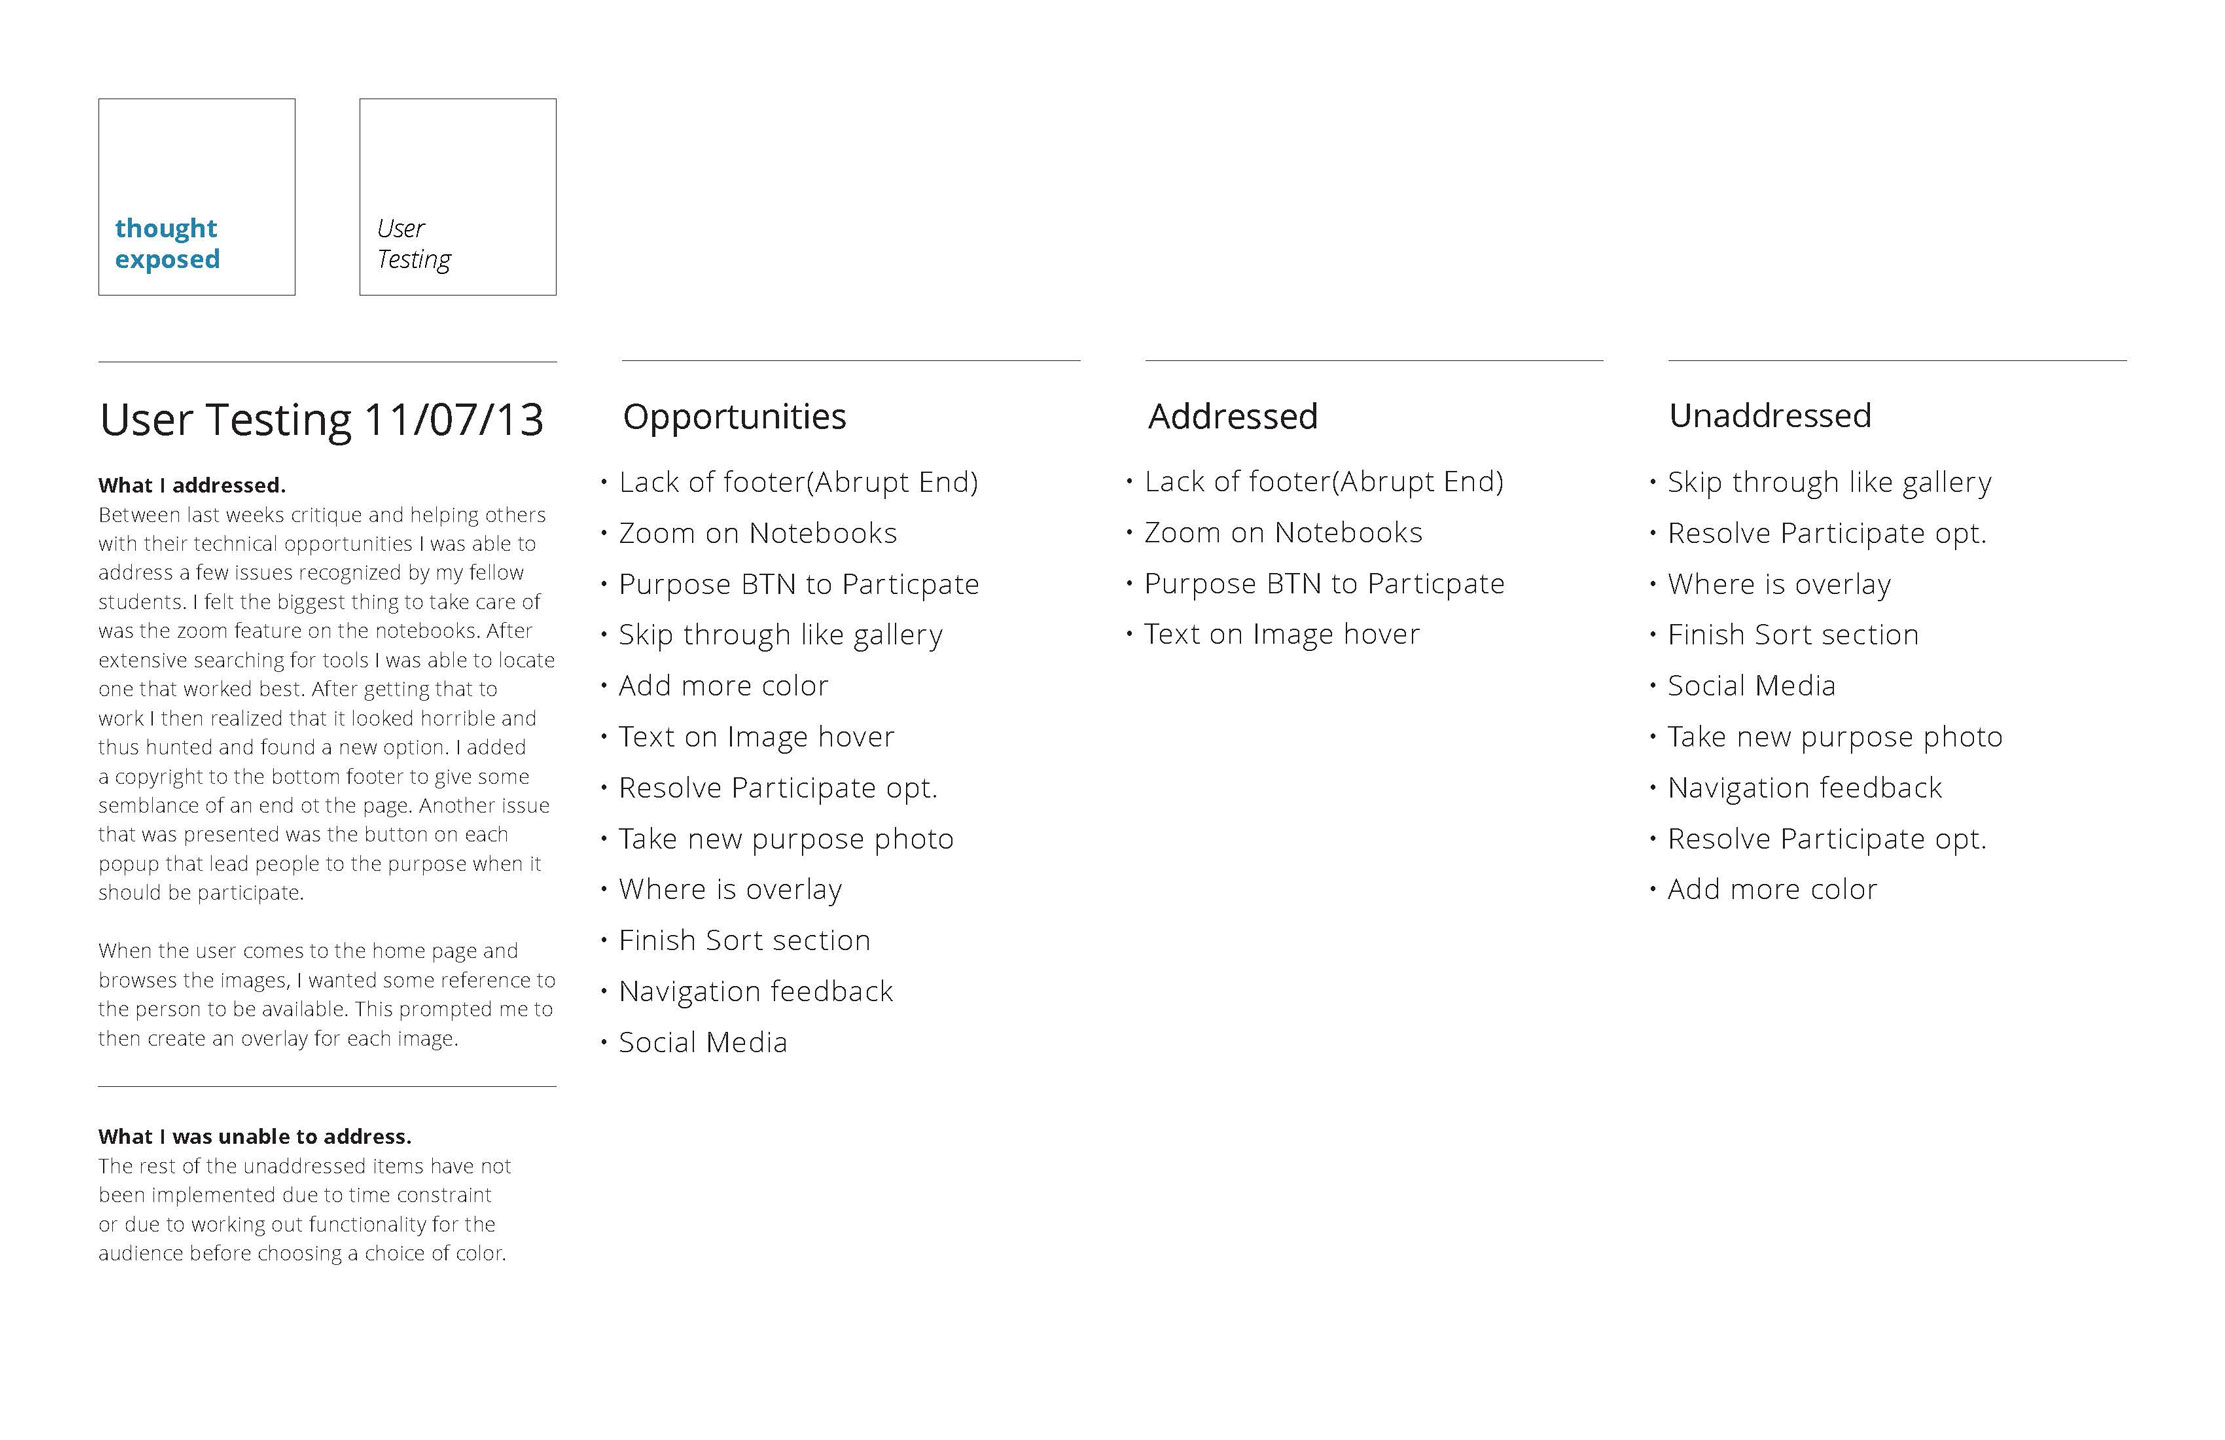 thought
exposed
User
Testing
User Testing 11/07/13
What I addressed.
Between last weeks critique and helping others
with their technical opportunities I was able to
address a few issues recognized by my fellow
students. I felt the biggest thing to take care of
was the zoom feature on the notebooks. After
extensive searching for tools I was able to locate
one that worked best. After getting that to
work I then realized that it looked horrible and
thus hunted and found a new option. I added
a copyright to the bottom footer to give some
semblance of an end ot the page. Another issue
that was presented was the button on each
popup that lead people to the purpose when it
should be participate.
When the user comes to the home page and
browses the images, I wanted some reference to
the person to be available. This prompted me to
then create an overlay for each image.
What I was unable to address.
The rest of the unaddressed items have not
been implemented due to time constraint
or due to working out functionality for the
audience before choosing a choice of color.
Opportunities
• Lack of footer(Abrupt End)
• Zoom on Notebooks
• Purpose BTN to Particpate
• Skip through like gallery
• Add more color
• Text on Image hover
• Resolve Participate opt.
• Take new purpose photo
• Where is overlay
• Finish Sort section
• Navigation feedback
• Social Media
Addressed
• Lack of footer(Abrupt End)
• Zoom on Notebooks
• Purpose BTN to Particpate
• Text on Image hover
Unaddressed
• Skip through like gallery
• Resolve Participate opt.
• Where is overlay
• Finish Sort section
• Social Media
• Take new purpose photo
• Navigation feedback
• Resolve Participate opt.
• Add more color